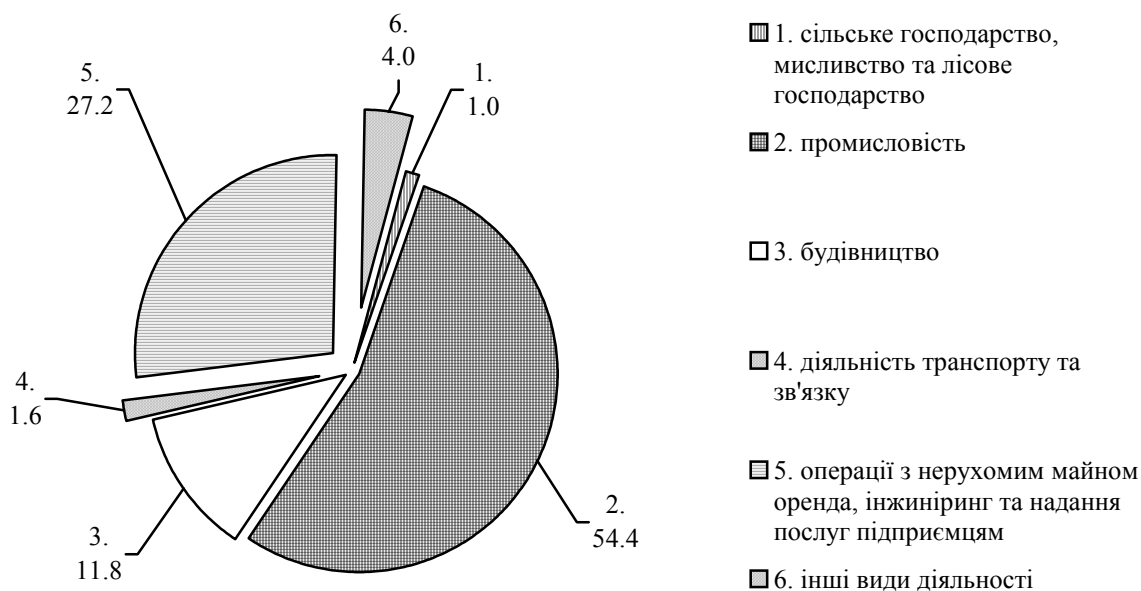 6.
4.0
1.
1.0
5.
27.2
4.
1.6
3.
11.8
2.
54.4
1. сільське господарство,
мисливство та лісове
господарство
2. промисловість
3. будівництво
4. діяльність транспорту та
зв'язку
5. операції з нерухомим майном
оренда, інжиніринг та надання
послуг підприємцям
6. інші види діяльності